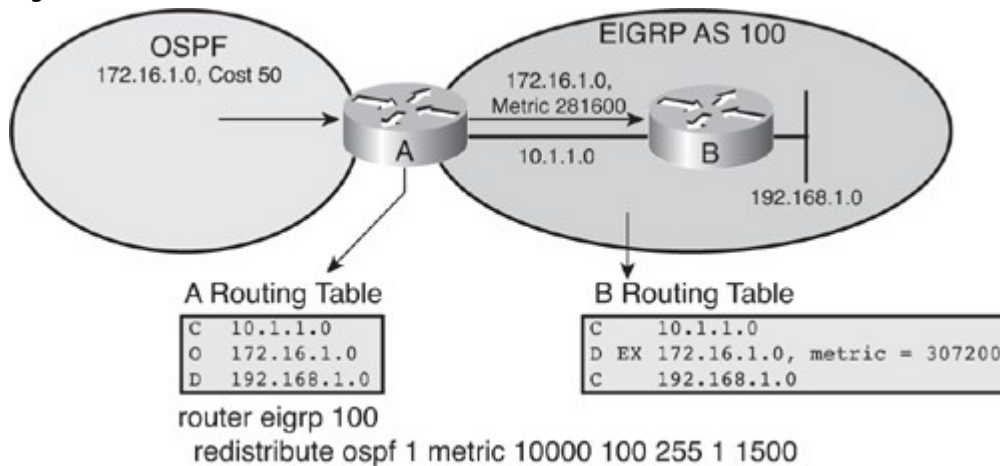 OSPF
172.16.1.0, Cost 50
EIGRP AS 100
172.16.1.0,
Metric 281600
A
10.1.1.0
B
192.168.1.0
A Routing Table
C 10.1.1.0
O 172.16.1.0
D 192.168.1.0
B Routing Table
C 10.1.1.0
D EX 172.16.1.0, metric = 307200
C 192.168.1.0
router eigrp 100
redistribute ospf 1 metric 10000 100 255 1 1500